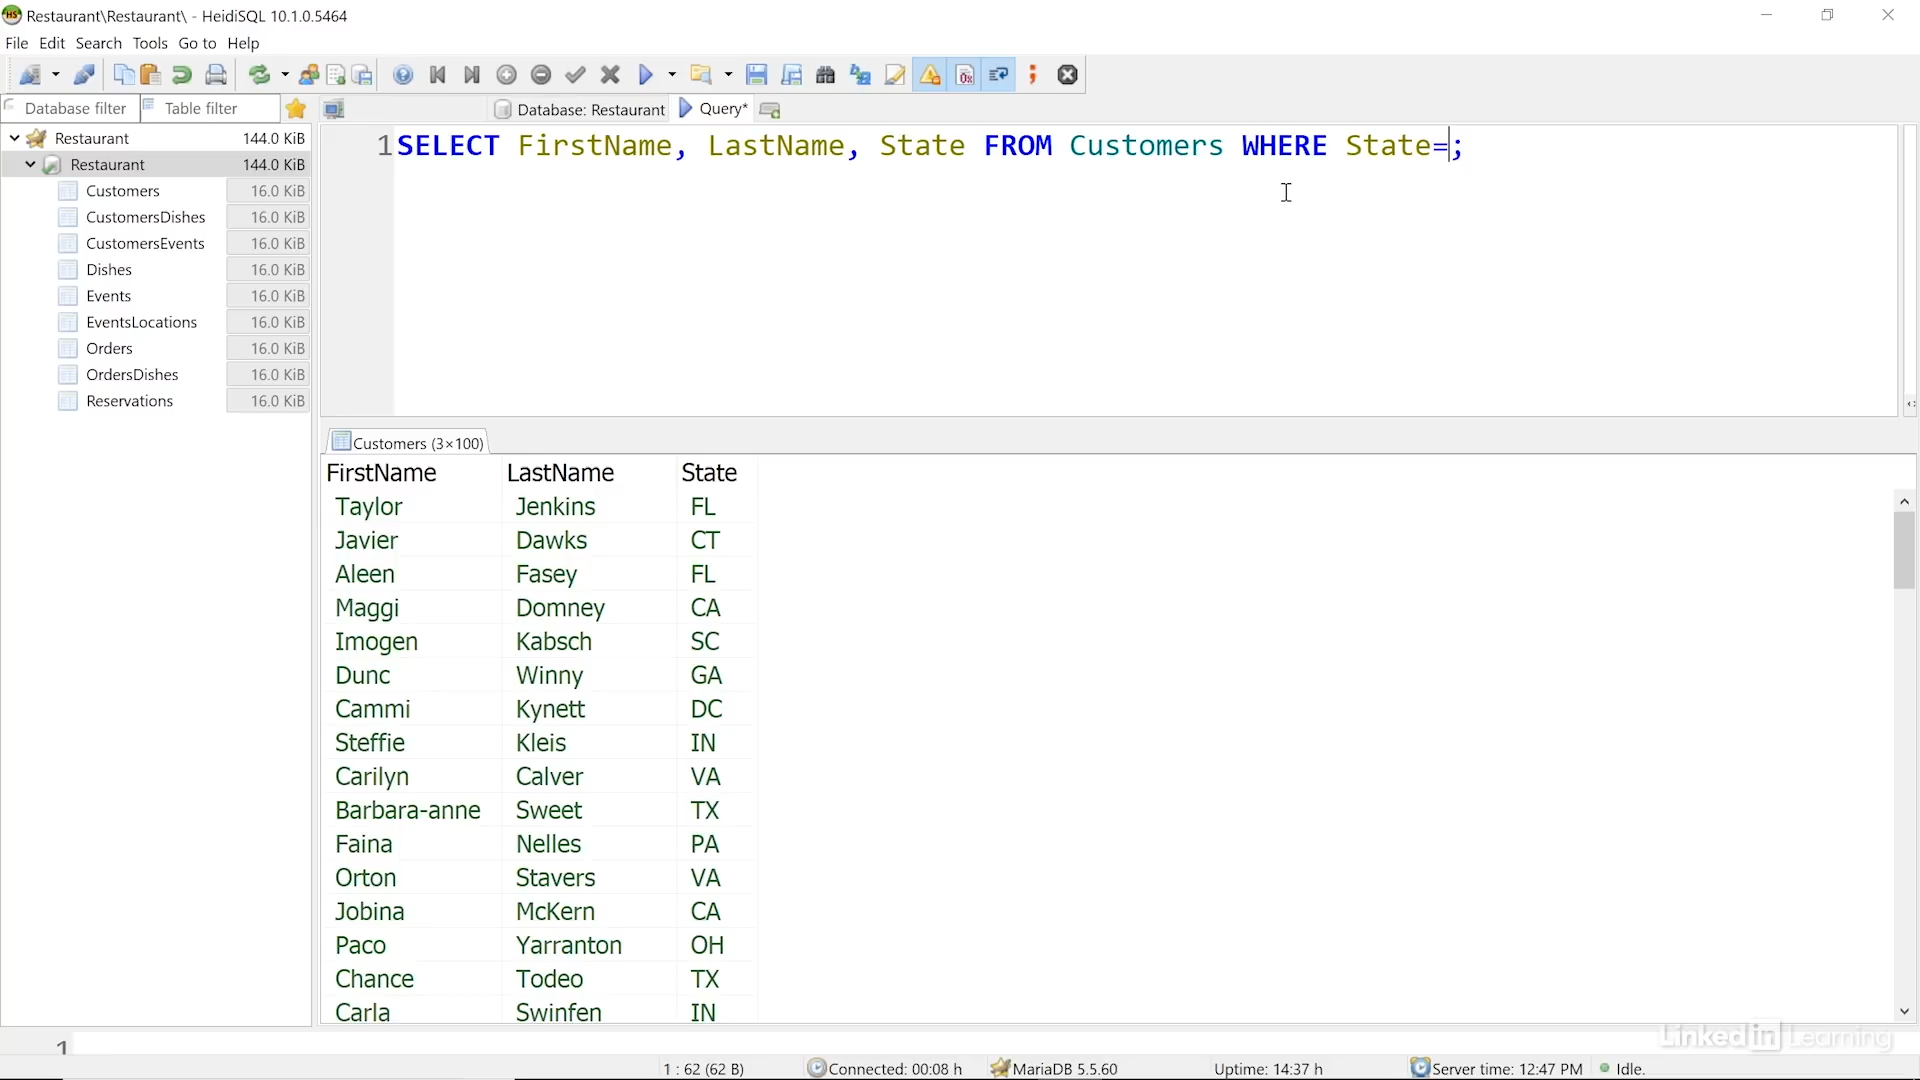 Restaurant\Restaurant\ - HeidiSQL 10.1.0.5464
File Edit Search Tools Go to Help
Database filter Table filter Database: Restaurant Query*
Restaurant 144.0 KiB
Restaurant 144.0 KiB
Customers 16.0 KiB
CustomersDishes 16.0 KiB
CustomersEvents 16.0 KiB
Dishes 16.0 KiB
Events 16.0 KiB
EventsLocations 16.0 KiB
Orders 16.0 KiB
OrdersDishes 16.0 KiB
Reservations 16.0 KiB
1 SELECT FirstName, LastName, State FROM Customers WHERE State=;
Customers (3×100)
FirstName LastName State
Taylor Jenkins FL
Javier Dawks CT
Aleen Fasey FL
Maggi Domney CA
Imogen Kabsch SC
Dunc Winny GA
Cammi Kynett DC
Steffie Kleis IN
Carilyn Calver VA
Barbara-anne Sweet TX
Faina Nelles PA
Orton Stavers VA
Jobina McKern CA
Paco Yarranton OH
Chance Todeo TX
Carla Swinfen IN
LinkedIn Learning
1
1 : 62 (62 B) Connected: 00:08 h MariaDB 5.5.60 Uptime: 14:37 h Server time: 12:47 PM Idle.